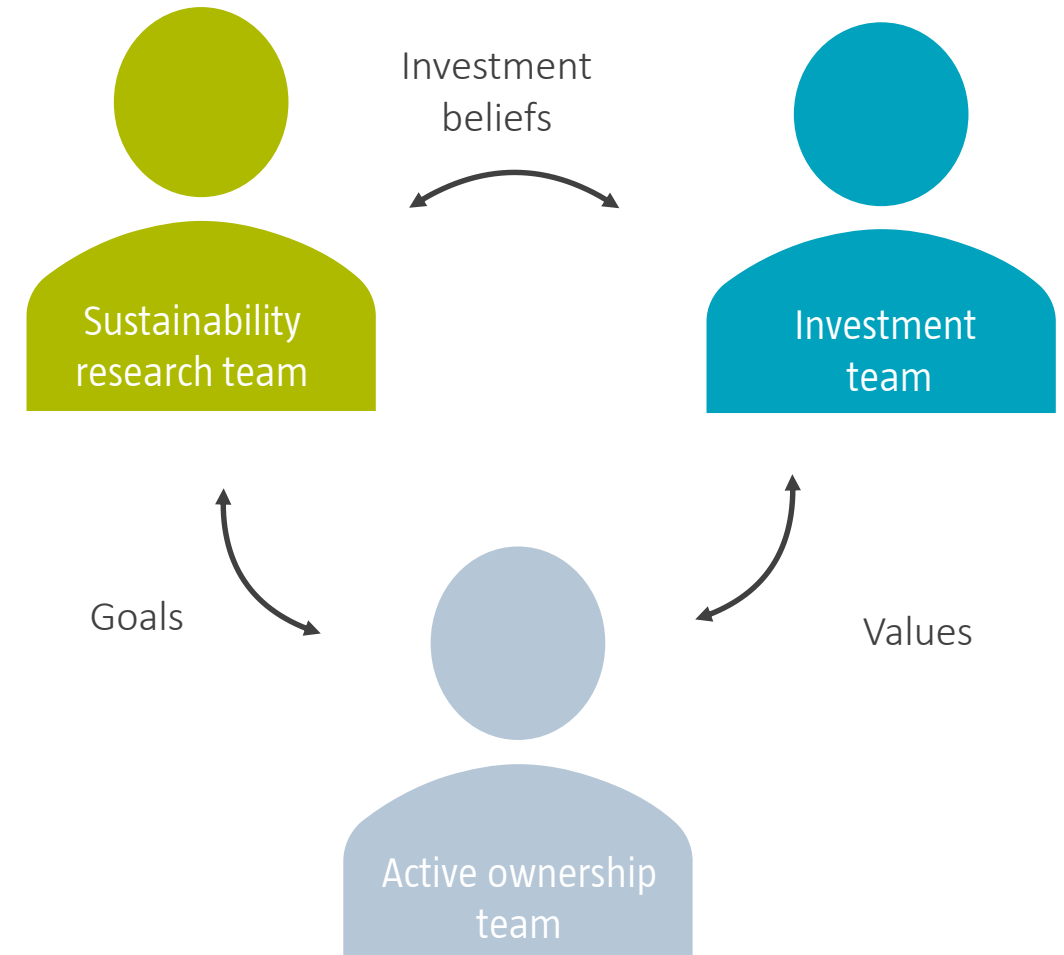 Investment
beliefs
Sustainability
research team
Investment
team
Goals
Values
Active ownership
team